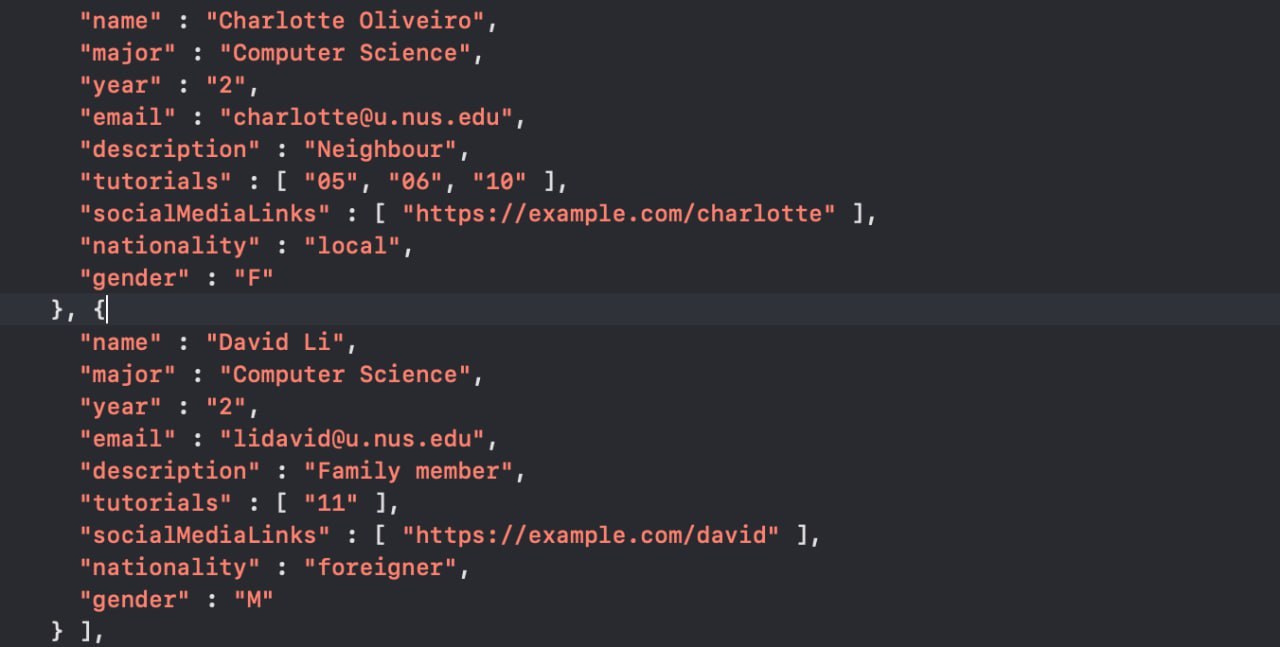 "name" : "Charlotte Oliveiro",
"major" : "Computer Science",
"year" : "2",
"email" : "charlotte@u.nus.edu",
"description" : "Neighbour",
"tutorials" : [ "05", "06", "10" ],
"socialMediaLinks" : [ "https://example.com/charlotte" ],
"nationality" : "local",
"gender" : "F"
}, {
"name" : "David Li",
"major" : "Computer Science",
"year" : "2",
"email" : "lidavid@u.nus.edu",
"description" : "Family member",
"tutorials" : [ "11" ],
"socialMediaLinks" : [ "https://example.com/david" ],
"nationality" : "foreigner",
"gender" : "M"
} ],